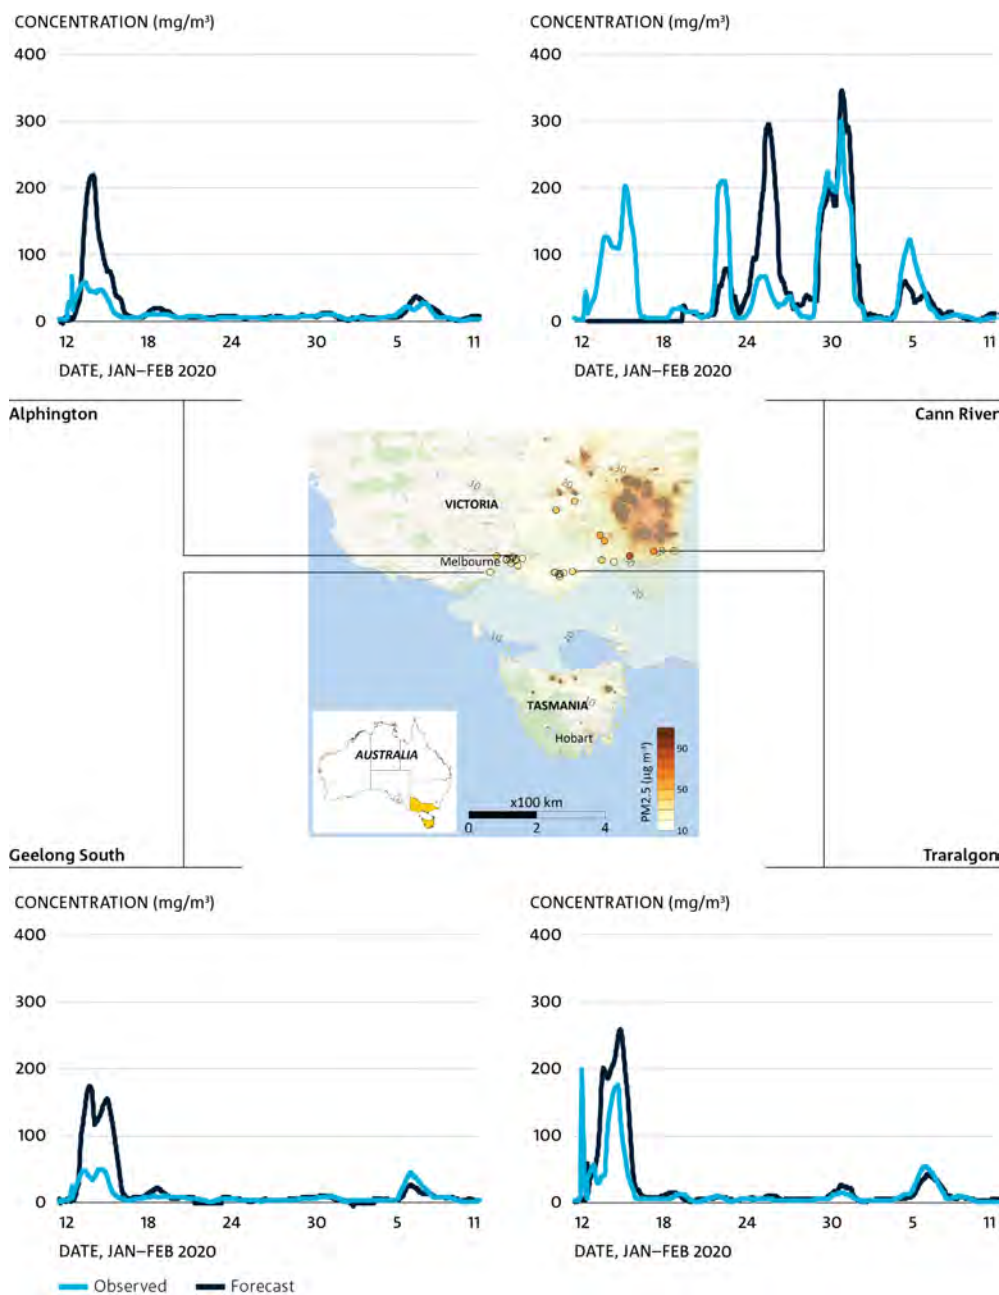 CONCENTRATION (mg/m³)
400
300
200
100
0
12 18 24 30 5 11
DATE, JAN–FEB 2020
Alphington
CONCENTRATION (mg/m³)
400
300
200
100
0
12 18 24 30 5 11
DATE, JAN–FEB 2020
Cann River
VICTORIA
Melbourne
TASMANIA
Hobart
10
10
AUSTRALIA
x100 km
0 2 4
PM2.5 (µg m⁻³)
90
50
10
Geelong South
CONCENTRATION (mg/m³)
400
300
200
100
0
12 18 24 30 5 11
DATE, JAN–FEB 2020
Traralgon
CONCENTRATION (mg/m³)
400
300
200
100
0
12 18 24 30 5 11
DATE, JAN–FEB 2020
Observed Forecast